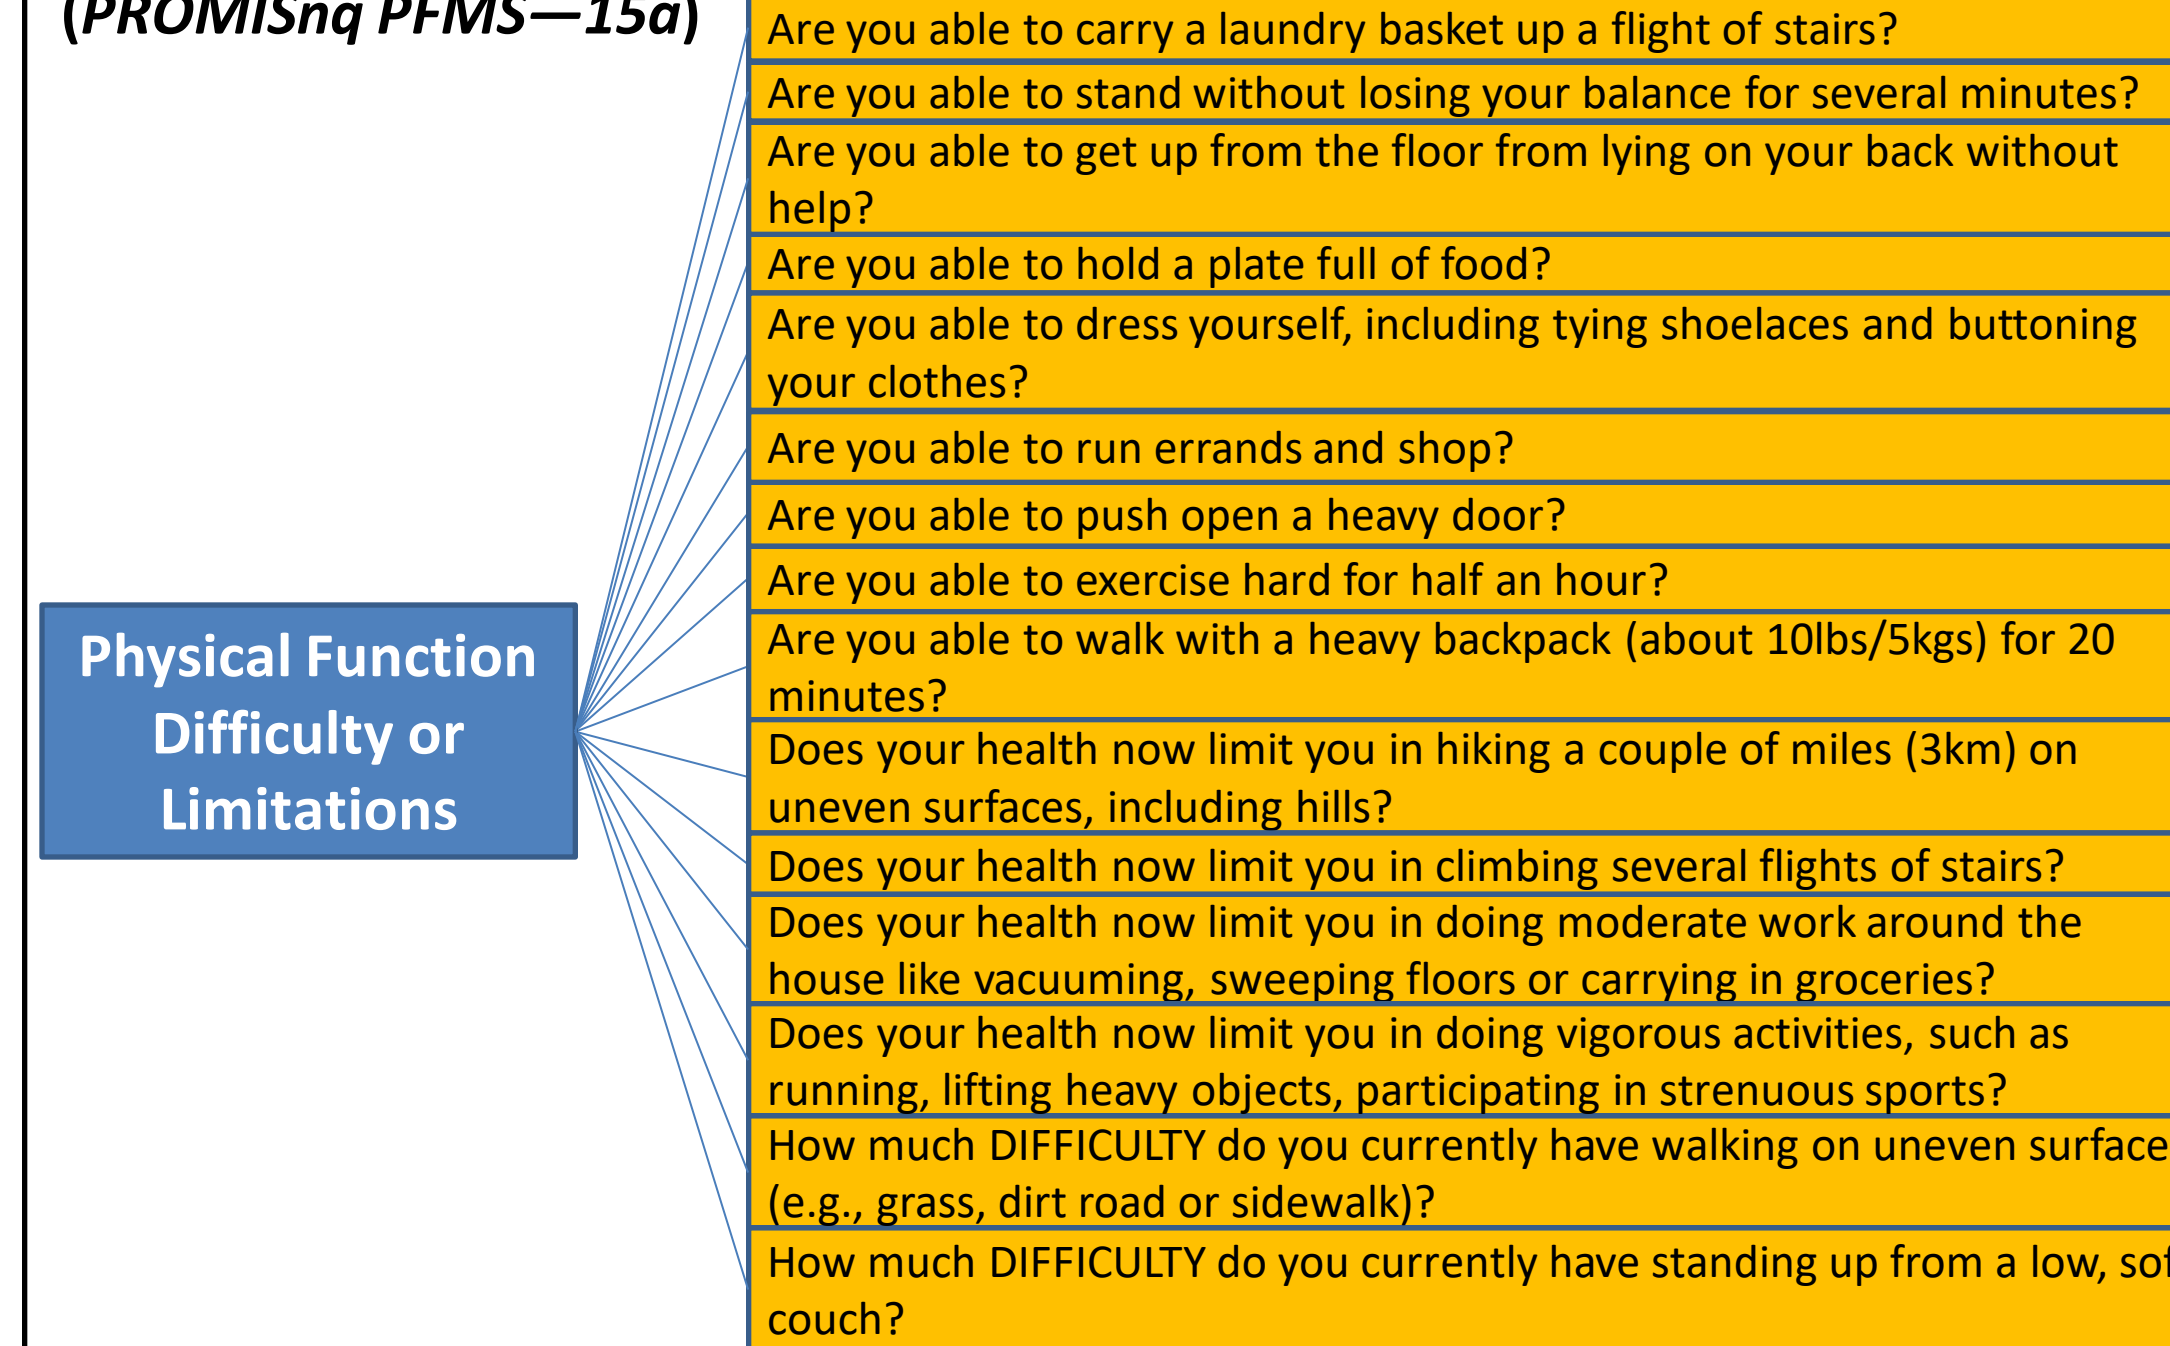 (PROMISnq PFMS—15a)
Physical Function
Difficulty or
Limitations
Are you able to carry a laundry basket up a flight of stairs?
Are you able to stand without losing your balance for several minutes?
Are you able to get up from the floor from lying on your back without
help?
Are you able to hold a plate full of food?
Are you able to dress yourself, including tying shoelaces and buttoning
your clothes?
Are you able to run errands and shop?
Are you able to push open a heavy door?
Are you able to exercise hard for half an hour?
Are you able to walk with a heavy backpack (about 10lbs/5kgs) for 20
minutes?
Does your health now limit you in hiking a couple of miles (3km) on
uneven surfaces, including hills?
Does your health now limit you in climbing several flights of stairs?
Does your health now limit you in doing moderate work around the
house like vacuuming, sweeping floors or carrying in groceries?
Does your health now limit you in doing vigorous activities, such as
running, lifting heavy objects, participating in strenuous sports?
How much DIFFICULTY do you currently have walking on uneven surface
(e.g., grass, dirt road or sidewalk)?
How much DIFFICULTY do you currently have standing up from a low,
couch?